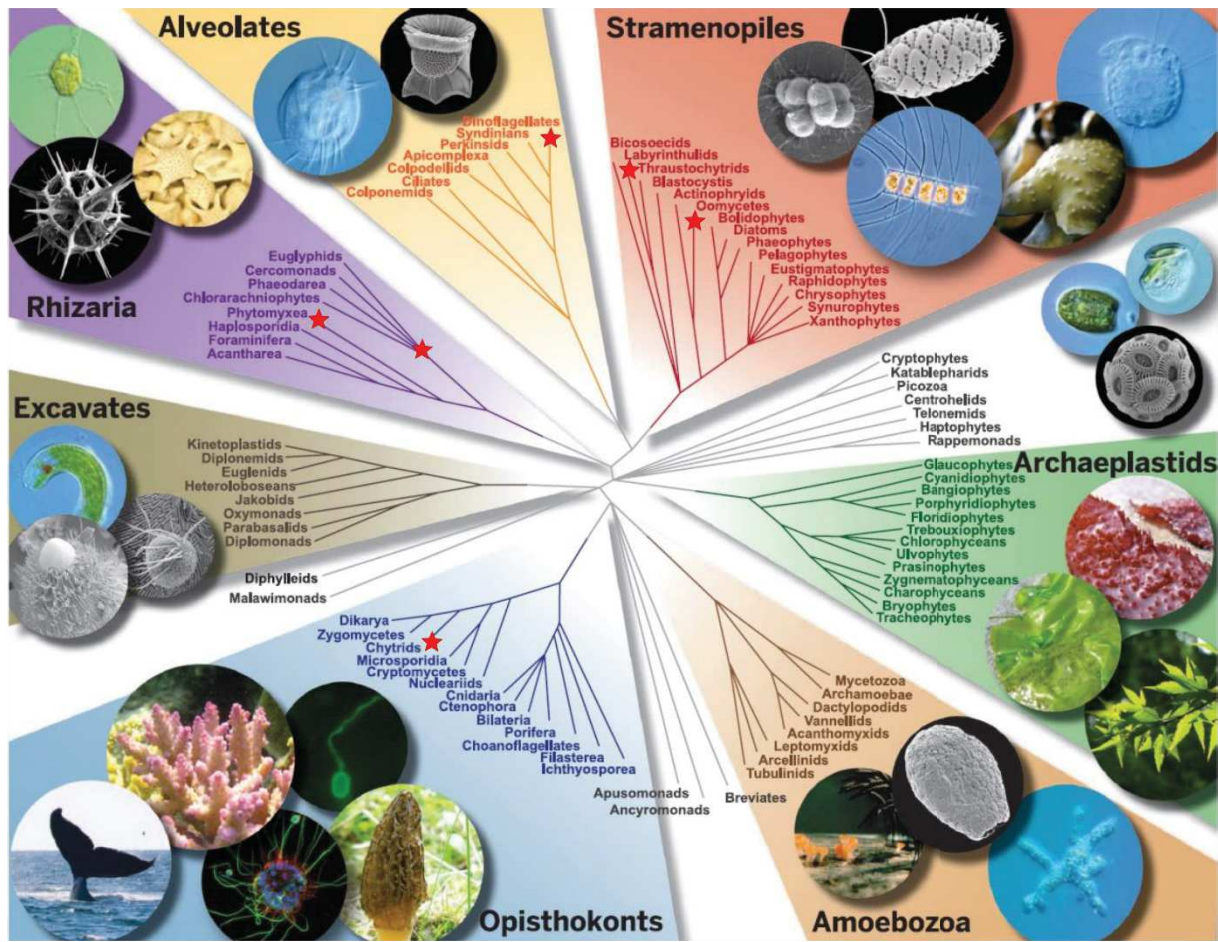 Alveolates
Dinoflagellates
Syndinians
Perkinsids
Apicomplexa
Colpodellids
Ciliates
Colponemids
Stramenopiles
Bicosoecids
Labyrinthulids
Thraustochytrids
Blastocystis
Actinophryids
Oomycetes
Bolidophytes
Diatoms
Phaeophytes
Pelagophytes
Eustigmatophytes
Raphidophytes
Chrysophytes
Synurophytes
Xanthophytes
Euglyphids
Cercomonads
Phaeodarea
Chlorarachniophytes
Phytomyxea
Haplosporidia
Foraminifera
Acantharea
Rhizaria
Cryptophytes
Katablepharids
Picozoa
Centrohelids
Telonemids
Haptophytes
Rappemonads
Excavates
Kinetoplastids
Diplonemids
Euglenids
Heteroloboseans
Jakobids
Oxymonads
Parabasalids
Diplomonads
Diphylleids
Malawimonads
Archaeplastids
Glaucophytes
Cyanidiophytes
Bangiophytes
Porphyridiophytes
Floridiophytes
Trebouxiophytes
Chlorophyceans
Ulvophytes
Prasinophytes
Zygnematophyceans
Charophyceans
Bryophytes
Tracheophytes
Dikarya
Zygomycetes
Chytrids
Microsporidia
Cryptomycetes
Nucleariids
Cnidaria
Ctenophora
Bilateria
Porifera
Choanoflagellates
Filasterea
Ichthyosporea
Opisthokonts
Apusomonads
Ancyromonads
Breviates
Mycetozoa
Archamoebae
Dactylopodids
Vannellids
Acanthomyxids
Leptomyxids
Arcellinids
Tubulinids
Amoebozoa